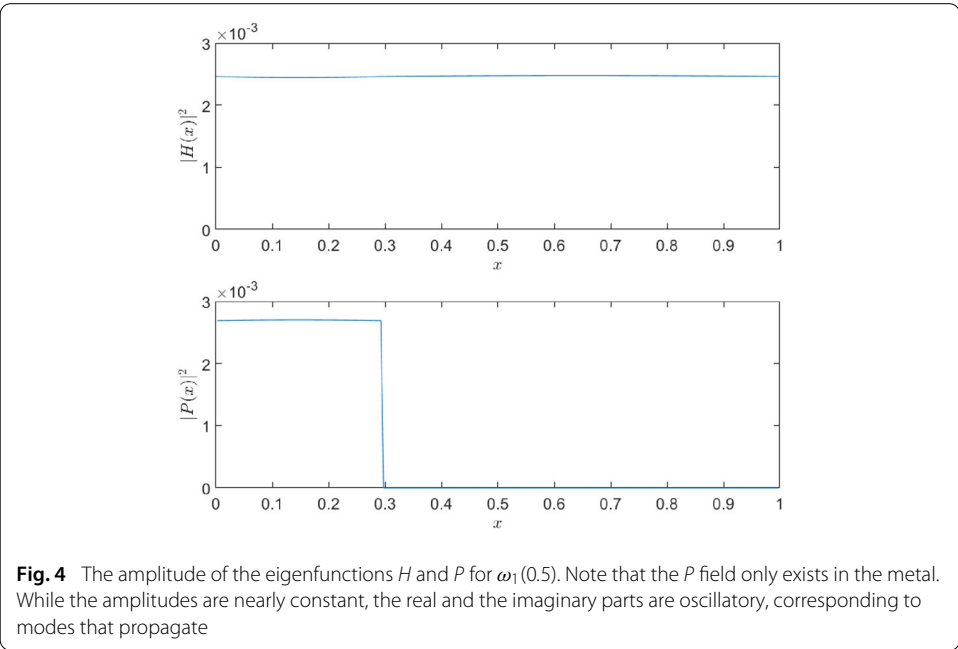 ×10⁻³
3
2
1
0
|H(x)|²
0 0.1 0.2 0.3 0.4 0.5 0.6 0.7 0.8 0.9 1
x
×10⁻³
3
2
1
0
|P(x)|²
0 0.1 0.2 0.3 0.4 0.5 0.6 0.7 0.8 0.9 1
x
Fig. 4 The amplitude of the eigenfunctions H and P for ω₁(0.5). Note that the P field only exists in the metal.
While the amplitudes are nearly constant, the real and the imaginary parts are oscillatory, corresponding to
modes that propagate